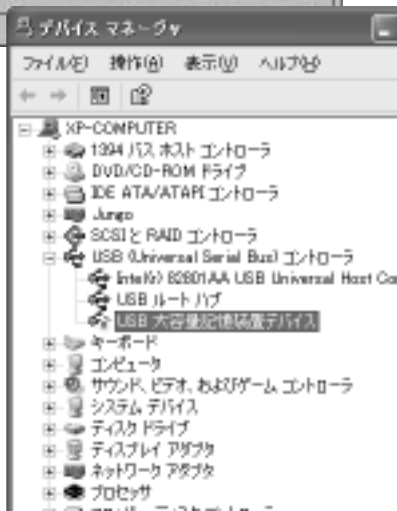 デバイス マネージャ
ファイル(F) 操作(A) 表示(V) ヘルプ(H)
XP-COMPUTER
1394 バス ホスト コントローラ
DVD/CD-ROM ドライブ
IDE ATA/ATAPI コントローラ
Jungo
SCSI と RAID コントローラ
USB (Universal Serial Bus) コントローラ
Intel(r) 82801AA USB Universal Host Co
USB ルート ハブ
USB 大容量記憶装置デバイス
キーボード
コンピュータ
サウンド、ビデオ、およびゲーム コントローラ
システム デバイス
ディスク ドライブ
ディスプレイ アダプタ
ネットワーク アダプタ
プロセッサ